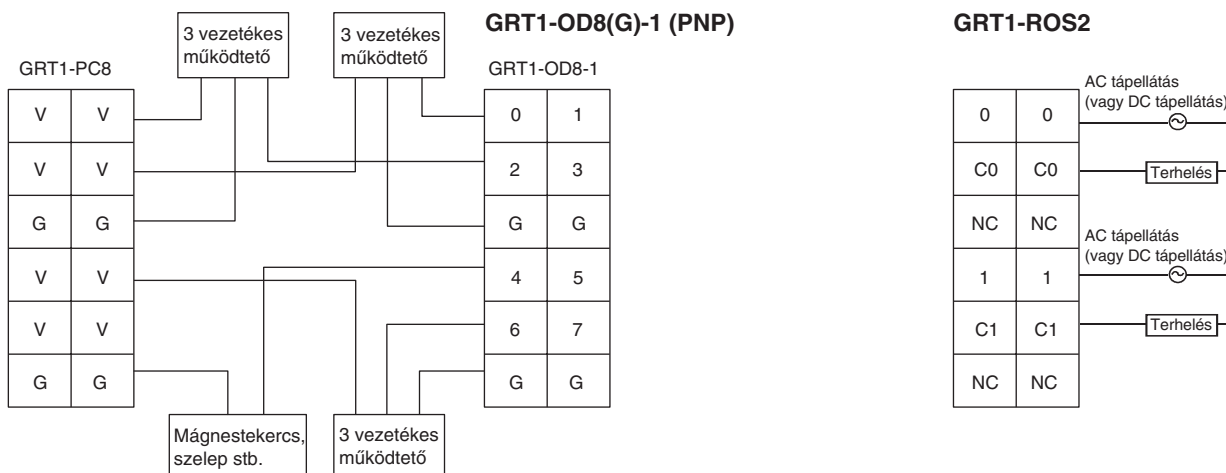 GRT1-OD8(G)-1 (PNP)
GRT1-ROS2
3 vezetékes
működtető
3 vezetékes
működtető
GRT1-PC8
GRT1-OD8-1
V V
V V
G G
V V
V V
G G
0 1
2 3
G G
4 5
6 7
G G
Mágnestekercs,
szelep stb.
3 vezetékes
működtető
AC tápellátás
(vagy DC tápellátás)
0 0
C0 C0
Terhelés
NC NC
AC tápellátás
(vagy DC tápellátás)
1 1
C1 C1
Terhelés
NC NC